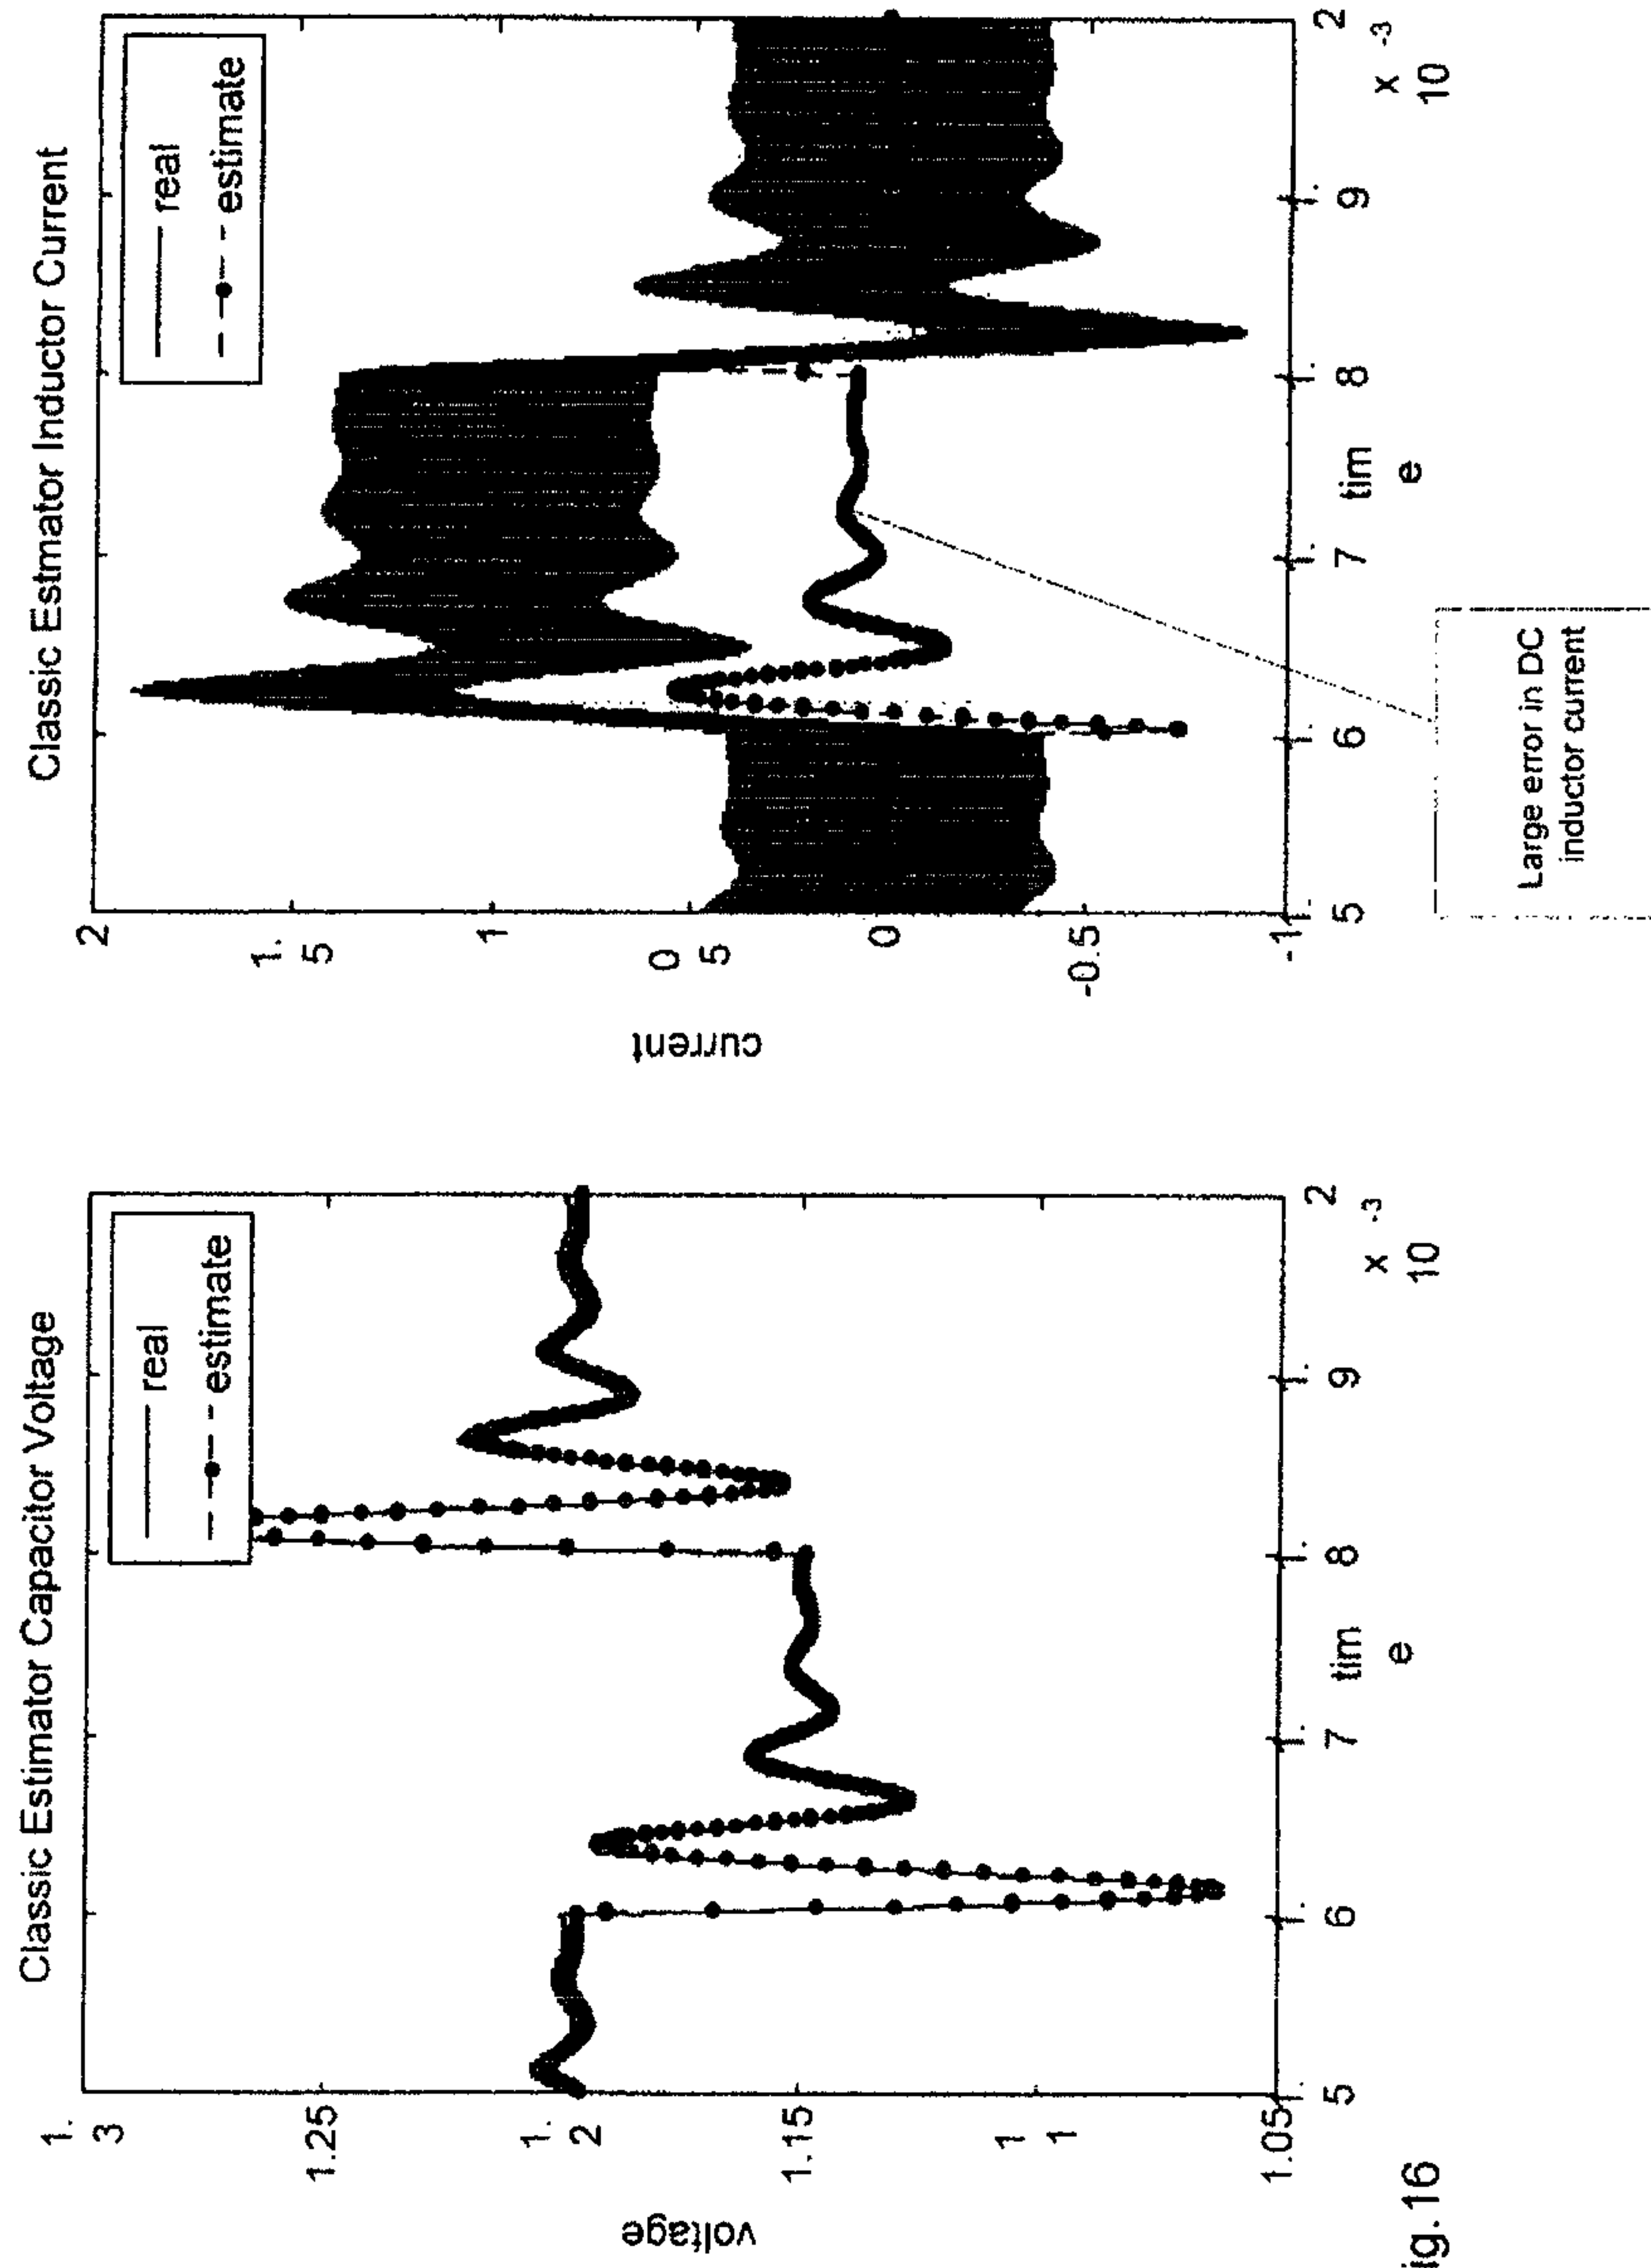 Classic Estimator Capacitor Voltage
real
estimate
1.
3
1.25
1.
2
1.15
1
1
1.05
voltage
5
6
7
8
9
2
tim
e
x
10
-3
Classic Estmator Inductor Current
real
estimate
2
1.
5
1
0
5
0
-0.5
-1
current
5
6
7
8
9
2
tim
e
x
10
-3
Large error in DC
inductor current
ig.16